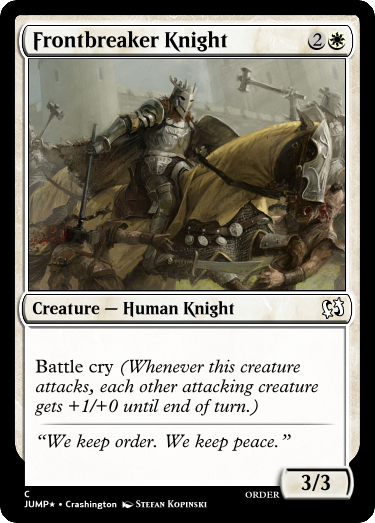 Frontbreaker Knight 2
Creature — Human Knight
Battle cry (Whenever this creature
attacks, each other attacking creature
gets +1/+0 until end of turn.)
“We keep order. We keep peace.”
3/3
C
ORDER
JUMP★ • Crashington Stefan Kopinski